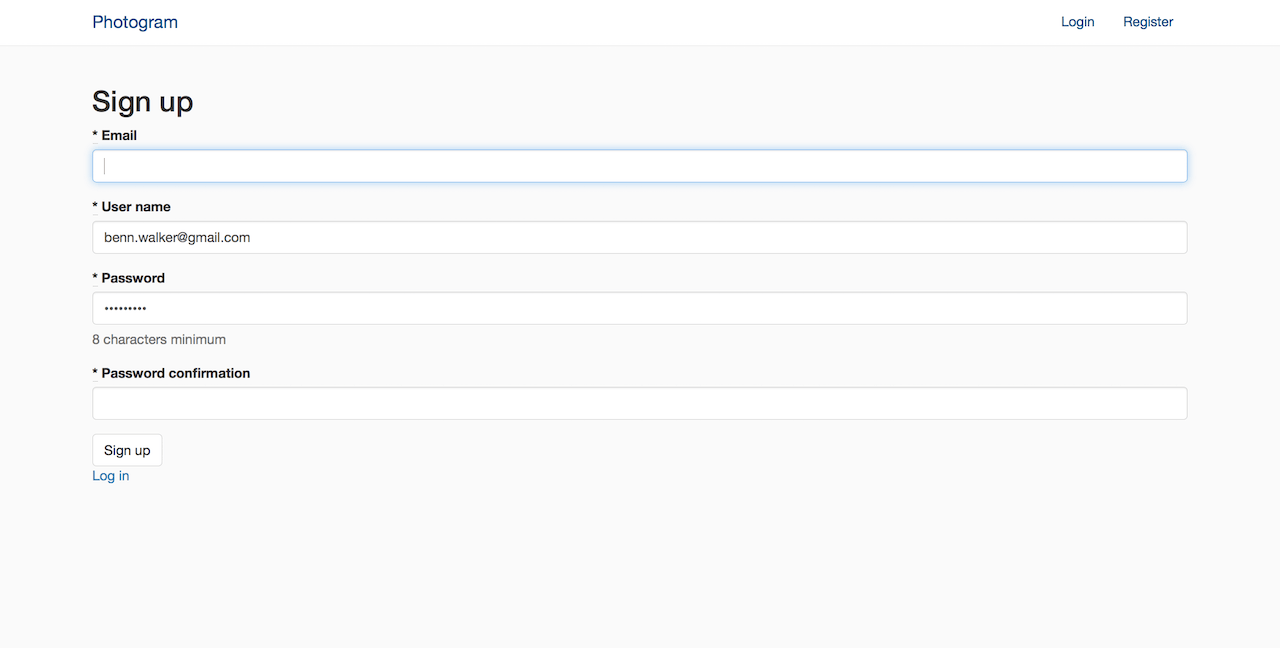 Photogram Login Register
Sign up
* Email
* User name
benn.walker@gmail.com
* Password
•••••••••
8 characters minimum
* Password confirmation
Sign up
Log in